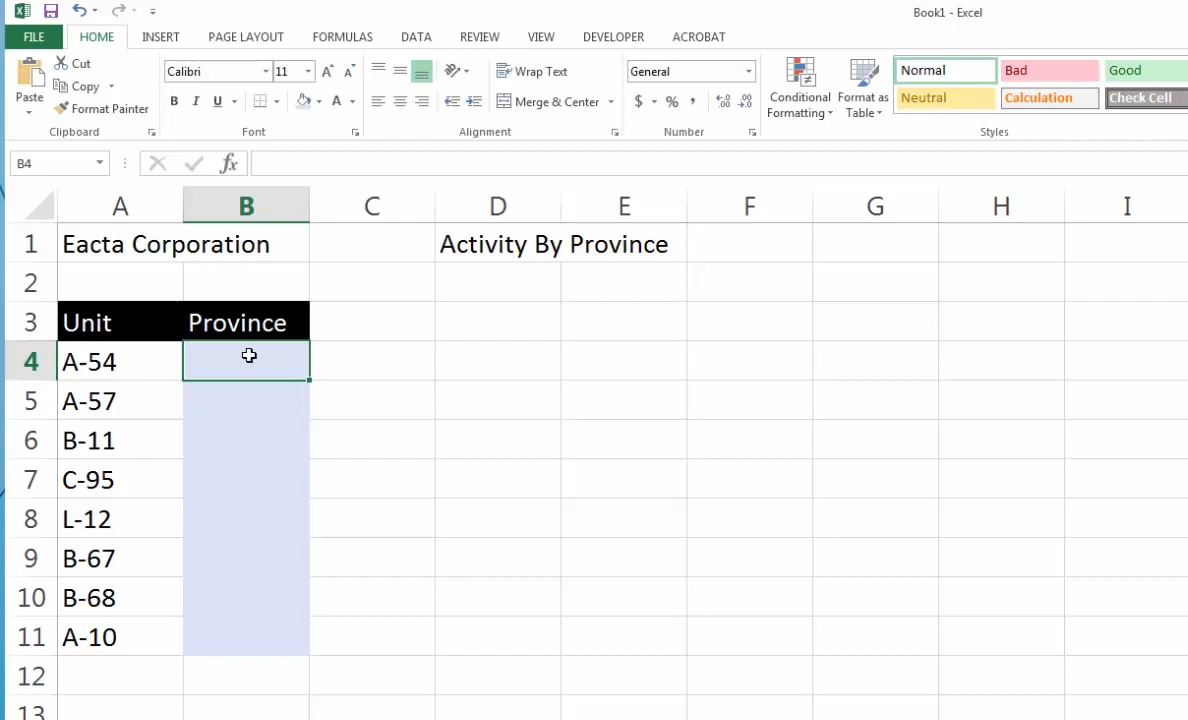 Book1 - Excel
FILE HOME INSERT PAGE LAYOUT FORMULAS DATA REVIEW VIEW DEVELOPER ACROBAT
Paste
Cut
Copy
Format Painter
Clipboard
Calibri 11
B I U A
Font
Wrap Text
Merge & Center
Alignment
General
$ % ,
Number
Conditional Formatting
Format as Table
Normal Bad Good
Neutral Calculation Check Cell
Styles
B4 fx
A B C D E F G H I
1 Eacta Corporation Activity By Province
2
3 Unit Province
4 A-54
5 A-57
6 B-11
7 C-95
8 L-12
9 B-67
10 B-68
11 A-10
12
13